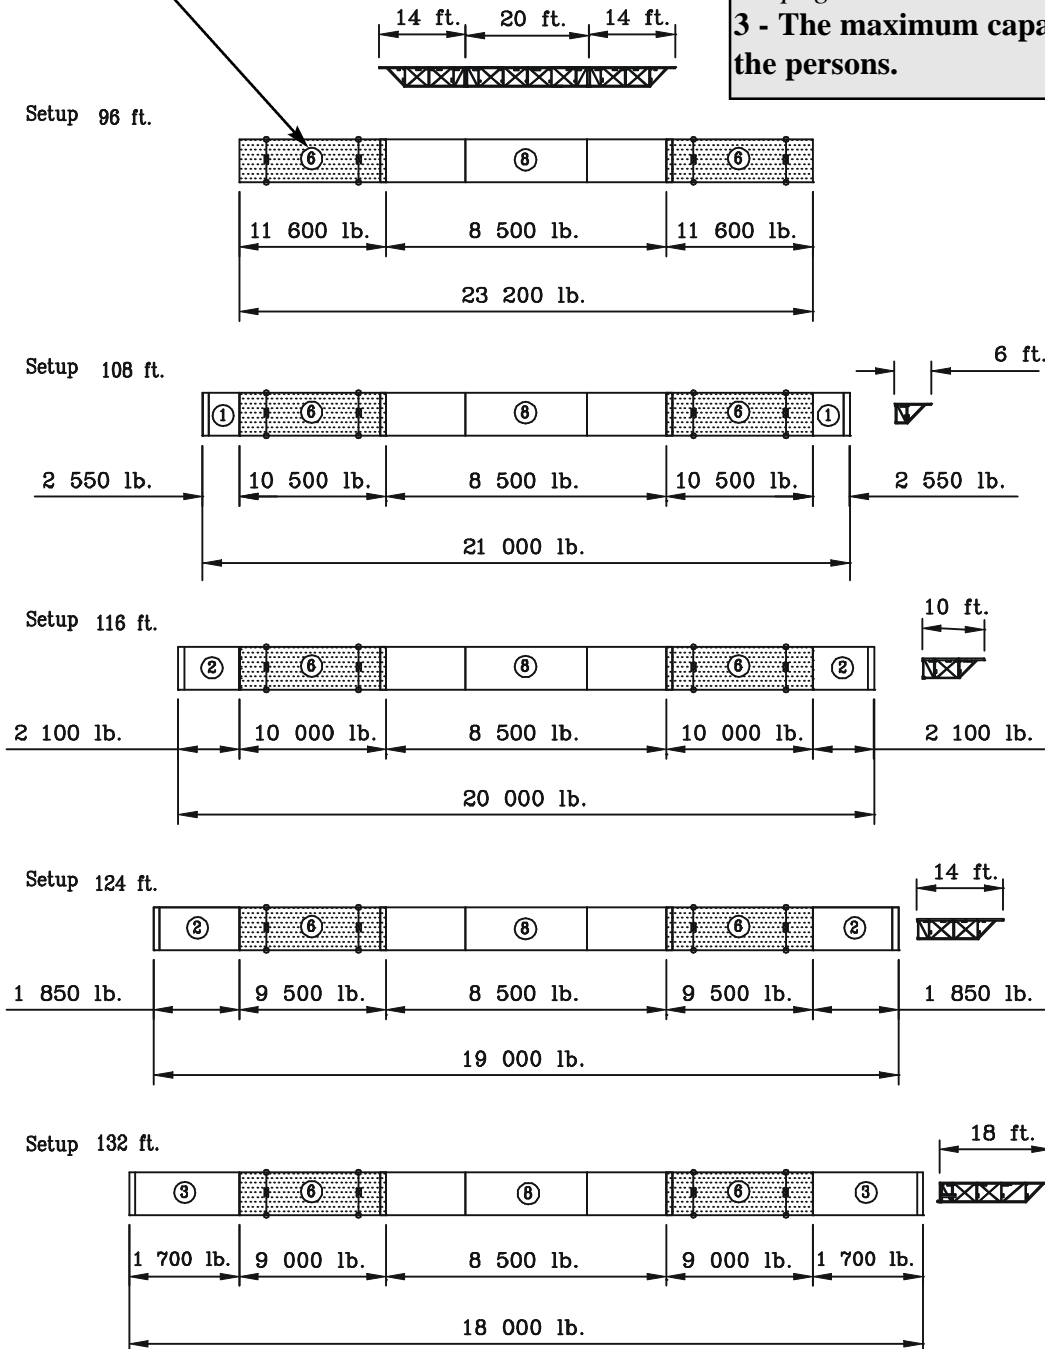 14 ft. 20 ft. 14 ft.
3 - The maximum capa
the persons.
Setup 96 ft.
6 8 6
11 600 lb. 8 500 lb. 11 600 lb.
23 200 lb.
Setup 108 ft.
6 ft.
1 6 8 6 1
2 550 lb. 10 500 lb. 8 500 lb. 10 500 lb. 2 550 lb.
21 000 lb.
Setup 116 ft.
10 ft.
2 6 8 6 2
2 100 lb. 10 000 lb. 8 500 lb. 10 000 lb. 2 100 lb.
20 000 lb.
Setup 124 ft.
14 ft.
2 6 8 6 2
1 850 lb. 9 500 lb. 8 500 lb. 9 500 lb. 1 850 lb.
19 000 lb.
Setup 132 ft.
18 ft.
3 6 8 6 3
1 700 lb. 9 000 lb. 8 500 lb. 9 000 lb. 1 700 lb.
18 000 lb.